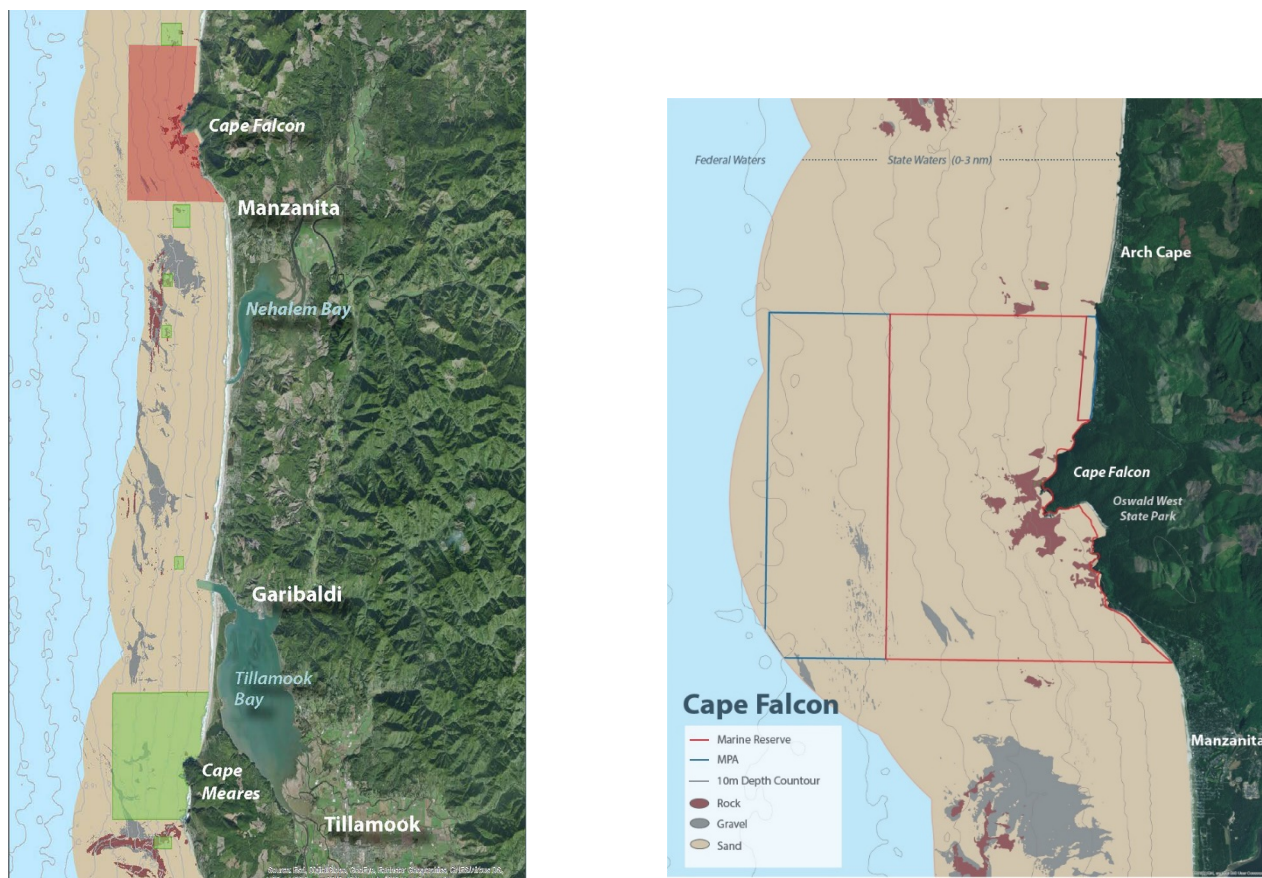 Cape Falcon
Manzanita
Nehalem Bay
Garibaldi
Tillamook
Bay
Cape
Meares
Tillamook
Federal Waters
State Waters (0-3 nm)
Arch Cape
Cape Falcon
Oswald West
State Park
Manzanita
Cape Falcon
Marine Reserve
MPA
10m Depth Countour
Rock
Gravel
Sand